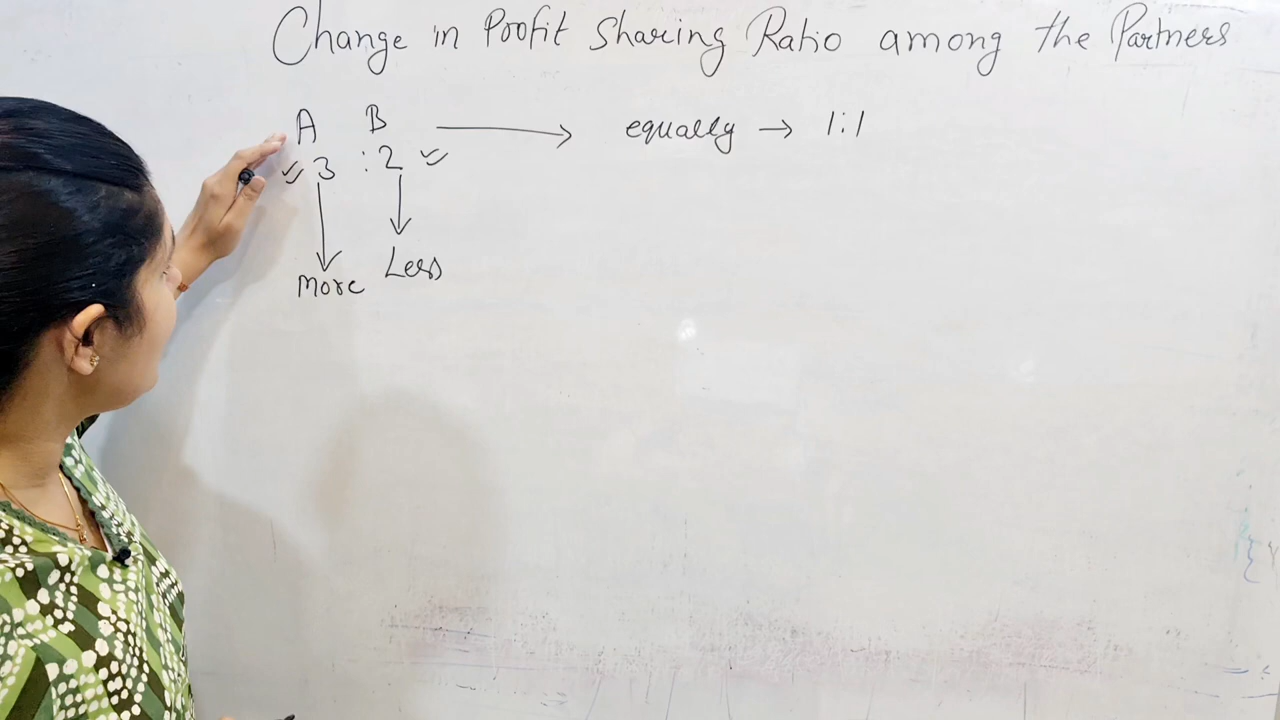 Change in Profit Sharing Ratio among the Partners
A B → equally → 1:1
3 : 2
More Less